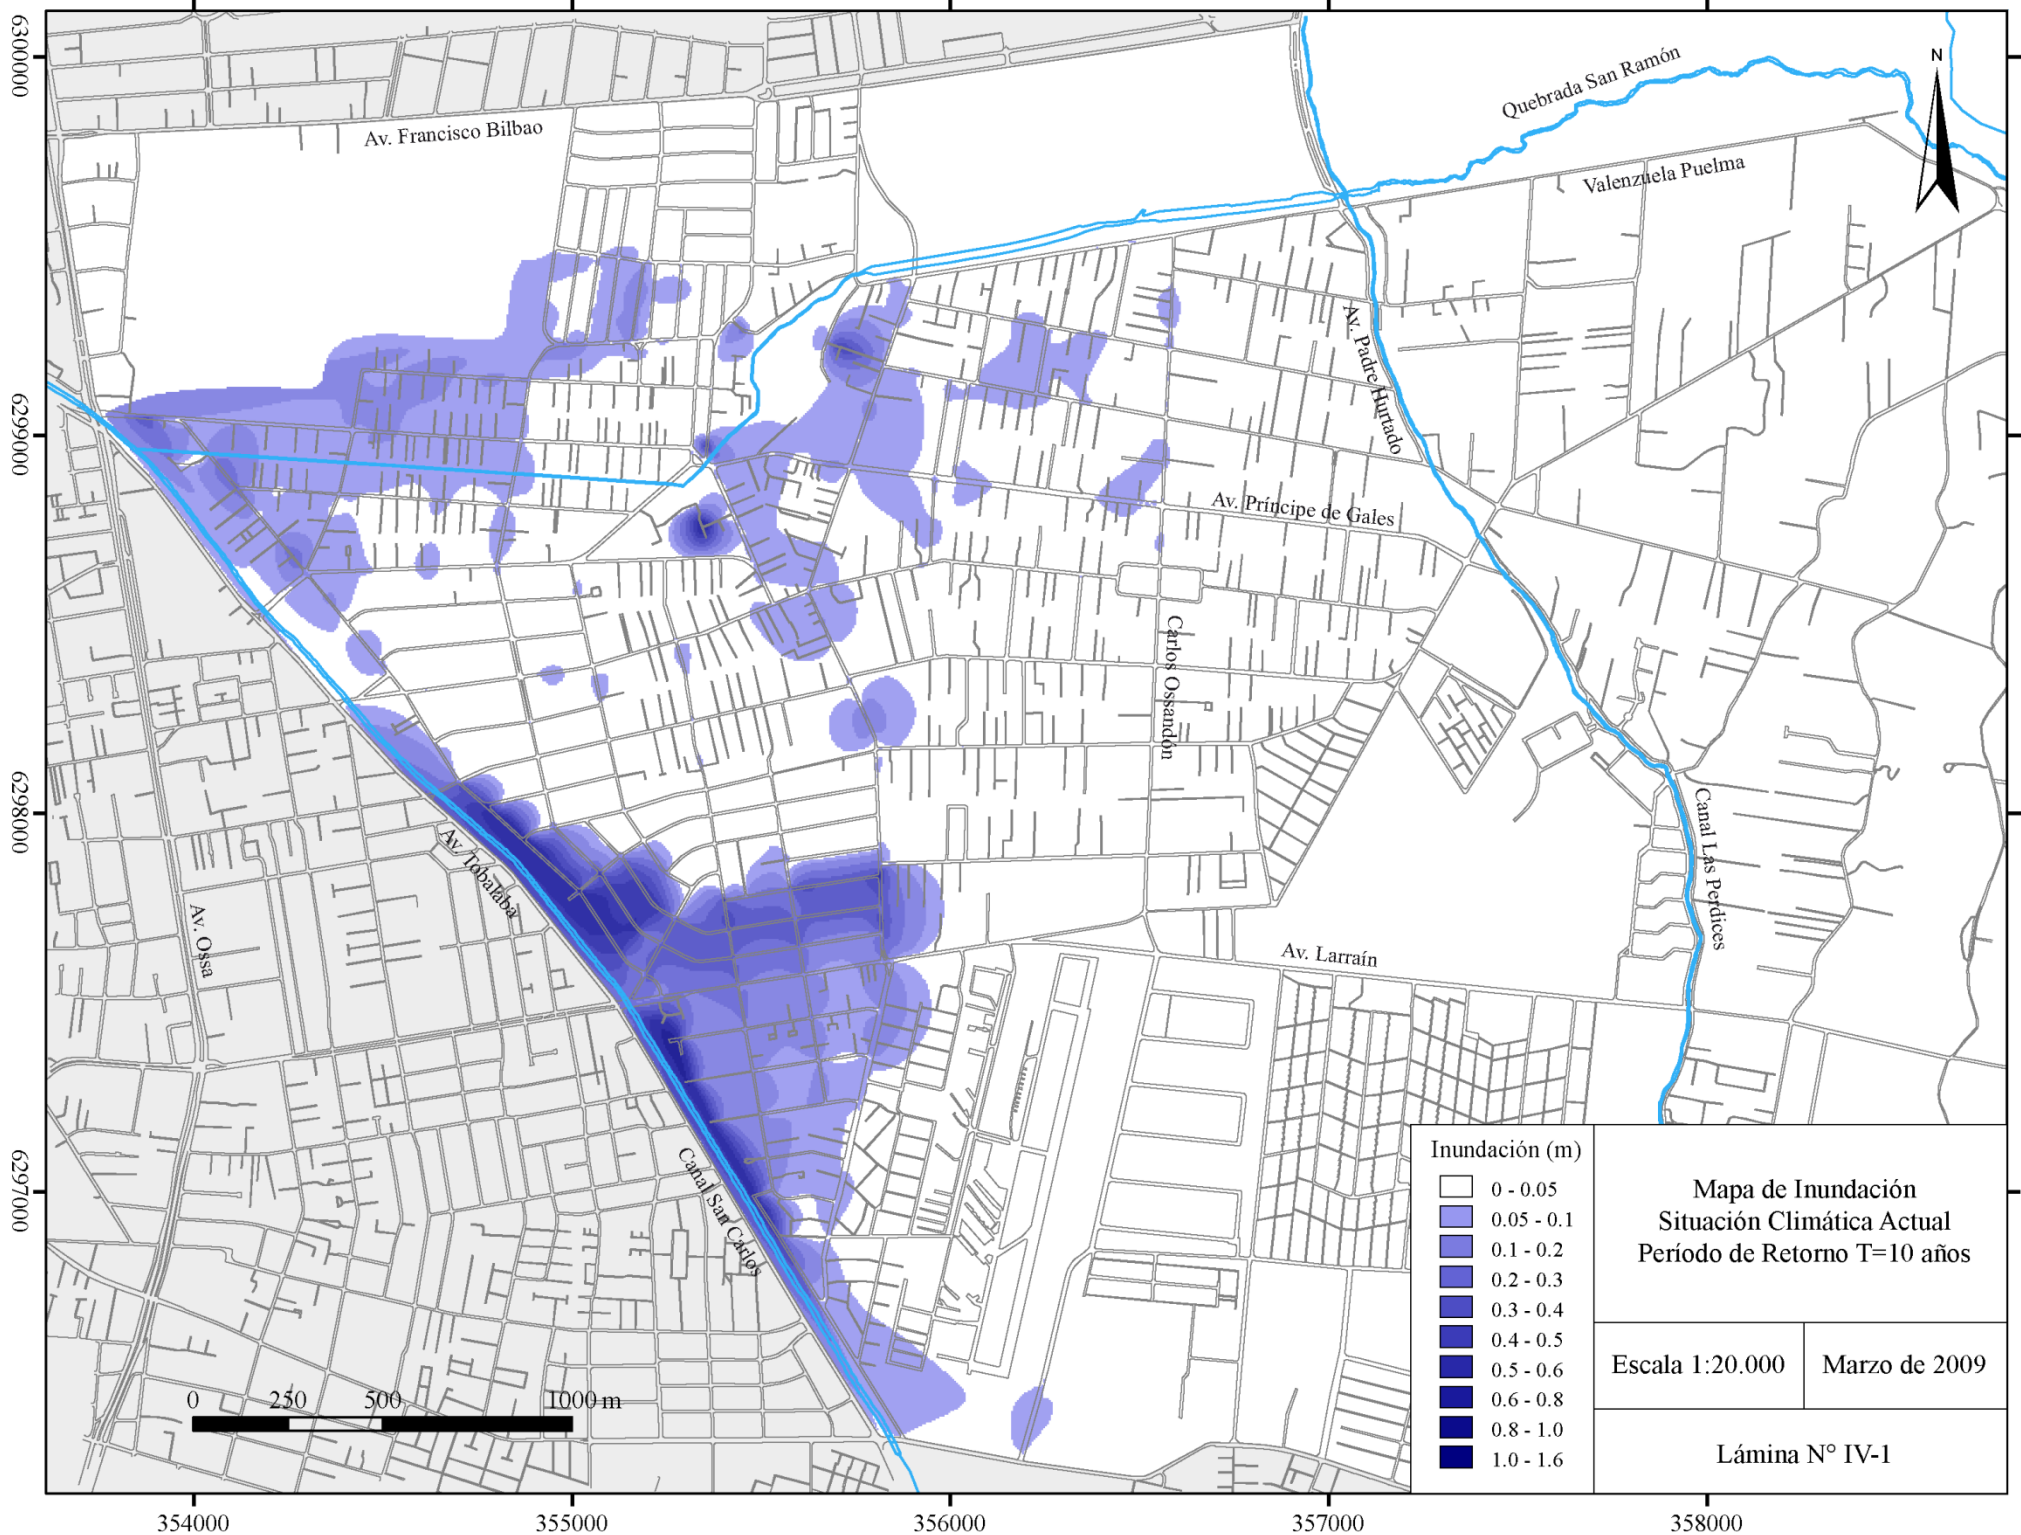 6300000
6299000
6298000
6297000
N
Quebrada San Ramón
Av. Francisco Bilbao
Valenzuela Puelma
Av. Padre Hurtado
Av. Príncipe de Gales
Carlos Ossandón
Canal Las Perdices
Av. Tobalaba
Av. Ossa
Av. Larraín
Canal San Carlos
0 250 500 1000 m
Inundación (m)
0 - 0.05
0.05 - 0.1
0.1 - 0.2
0.2 - 0.3
0.3 - 0.4
0.4 - 0.5
0.5 - 0.6
0.6 - 0.8
0.8 - 1.0
1.0 - 1.6
Mapa de Inundación
Situación Climática Actual
Período de Retorno T=10 años
Escala 1:20.000
Marzo de 2009
Lámina N° IV-1
354000
355000
356000
357000
358000